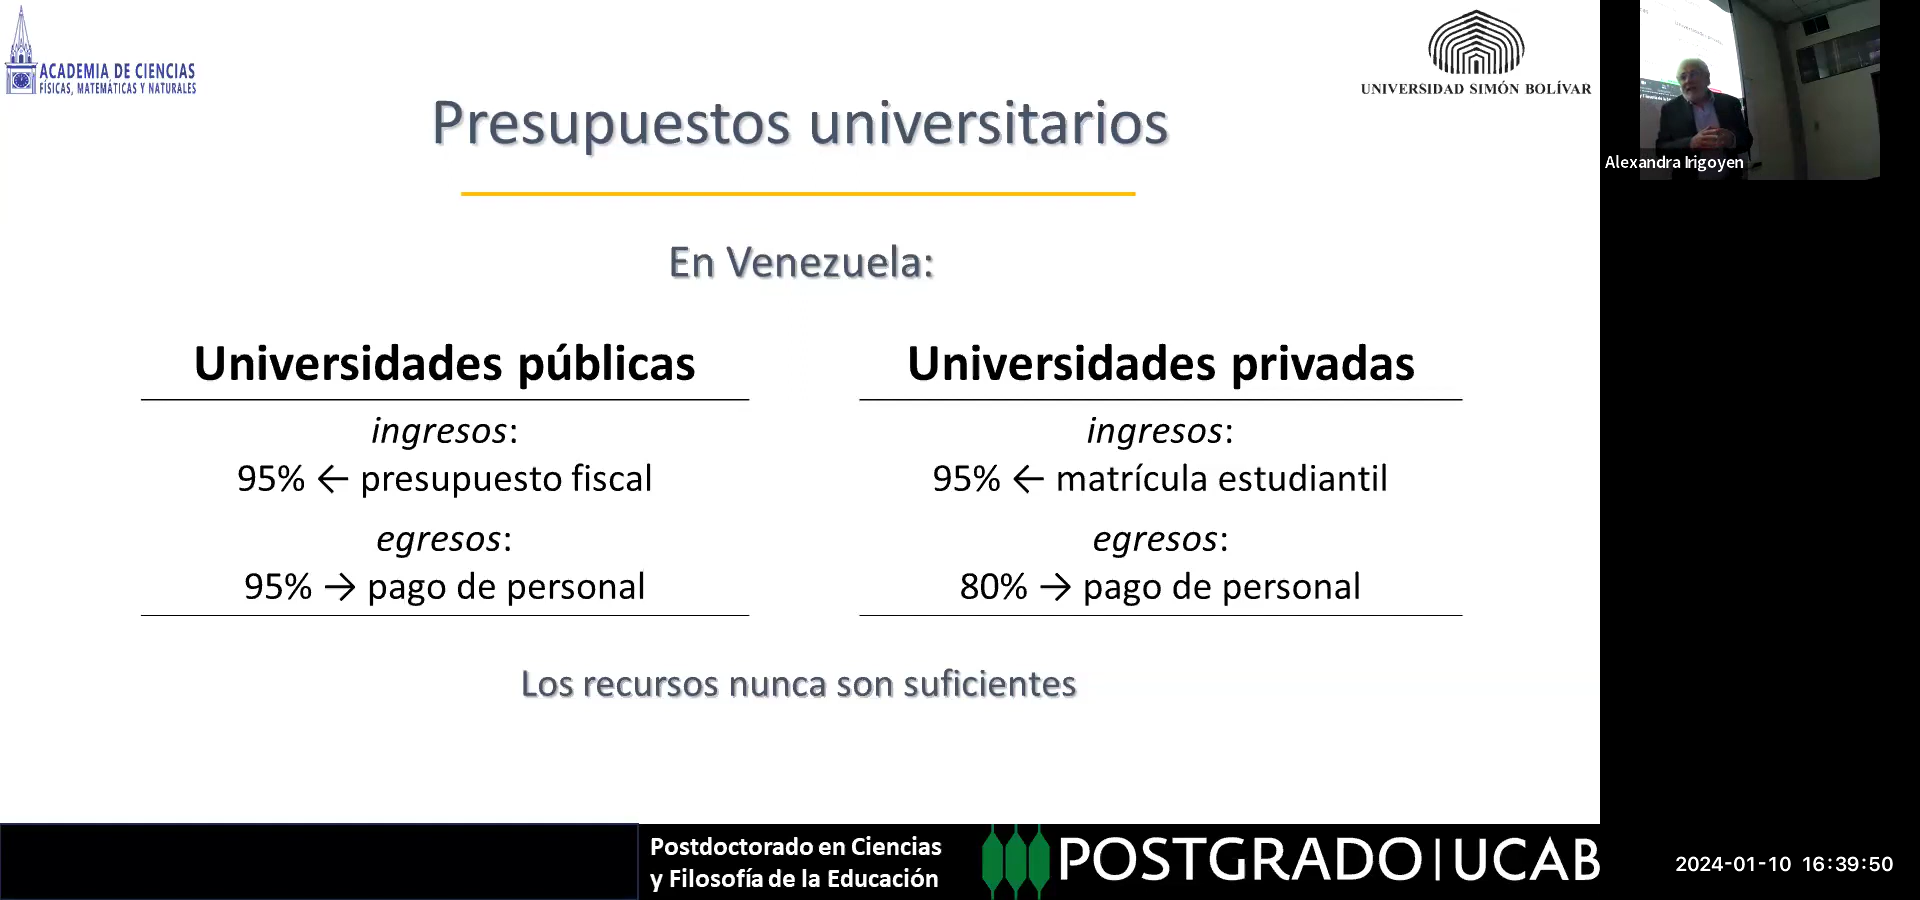 ACADEMIA DE CIENCIAS
FÍSICAS, MATEMÁTICAS Y NATURALES
UNIVERSIDAD SIMÓN BOLÍVAR
Presupuestos universitarios
En Venezuela:
Universidades públicas
ingresos:
95% ← presupuesto fiscal
egresos:
95% → pago de personal
Universidades privadas
ingresos:
95% ← matrícula estudiantil
egresos:
80% → pago de personal
Los recursos nunca son suficientes
Alexandra Irigoyen
Postdoctorado en Ciencias
y Filosofía de la Educación
POSTGRADO|UCAB
2024-01-10 16:39:50